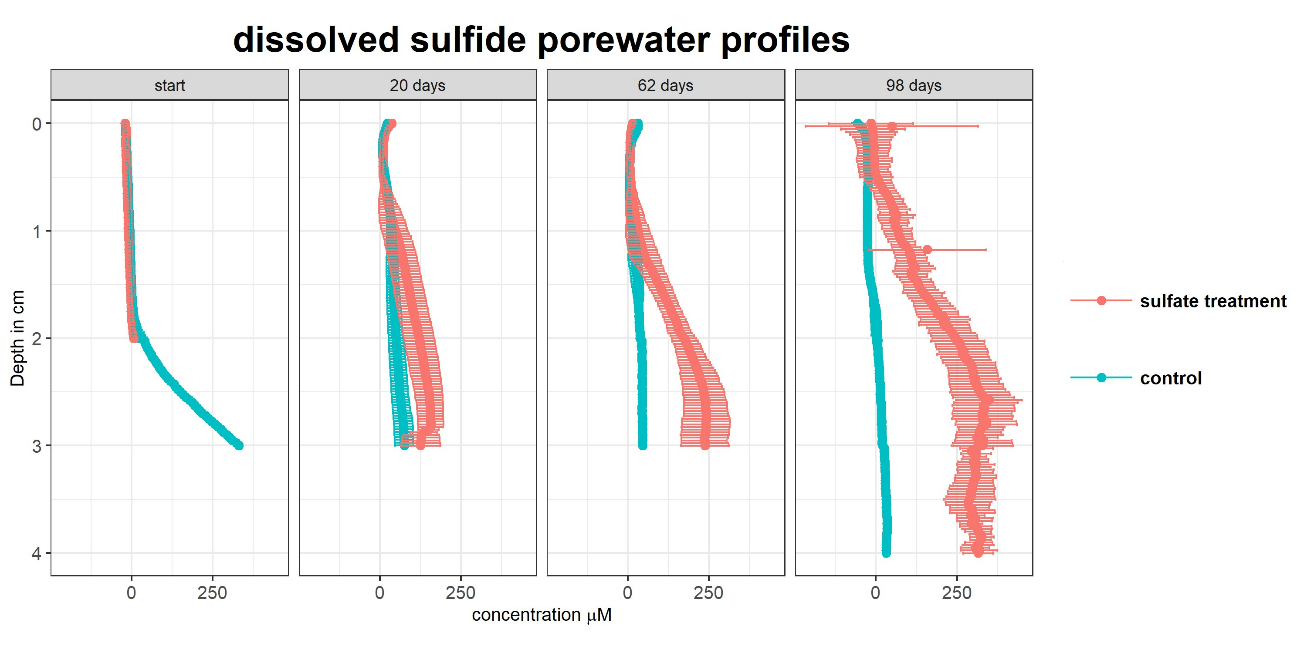 dissolved sulfide porewater profiles
start 20 days 62 days 98 days
0
1
2
3
4
Depth in cm
0 250 0 250 0 250 0 250
concentration μM
sulfate treatment
control